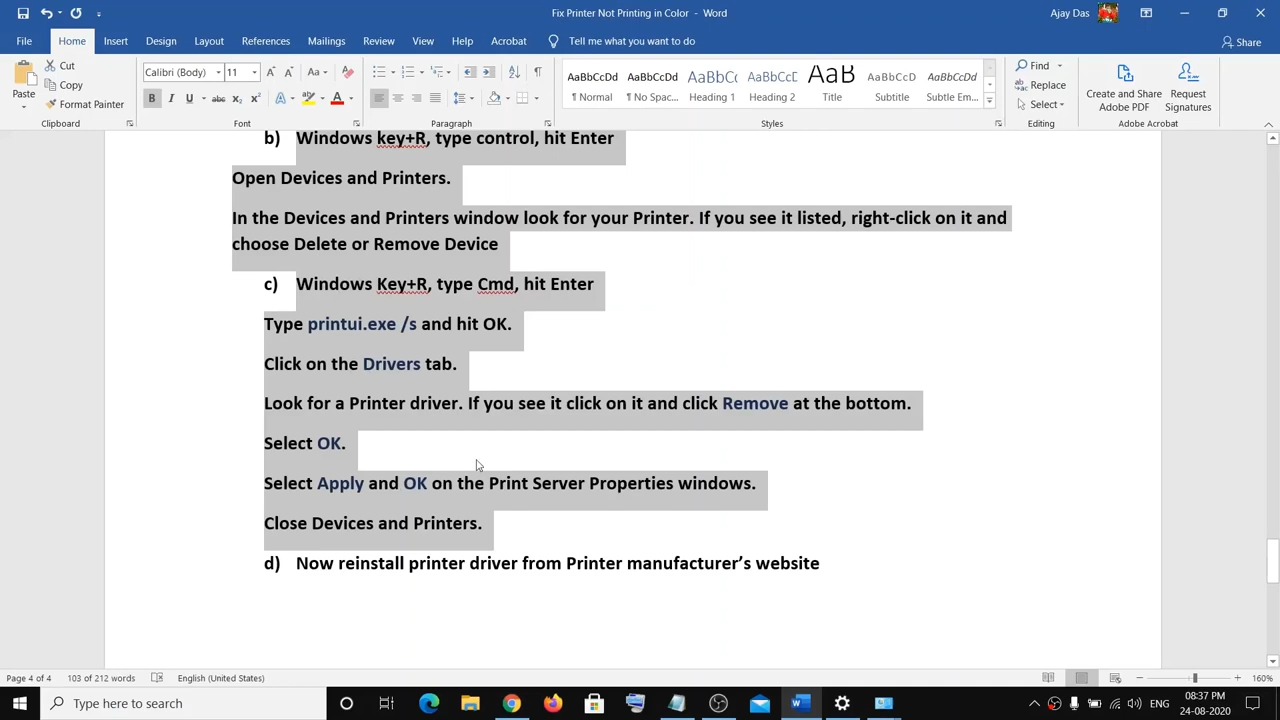 Fix Printer Not Printing in Color - Word
Ajay Das
File Home Insert Design Layout References Mailings Review View Help Acrobat Tell me what you want to do Share
Paste
Cut
Copy
Format Painter
Clipboard
Calibri (Body) 11
Font
Paragraph
AaBbCcDd AaBbCcDd AaBbCc AaBbCcD AaB AaBbCcDd AaBbCcDd
¶ Normal ¶ No Spac... Heading 1 Heading 2 Title Subtitle Subtle Em...
Styles
Find
Replace
Select
Editing
Create and Share Adobe PDF
Request Signatures
Adobe Acrobat
b) Windows key+R, type control, hit Enter
Open Devices and Printers.
In the Devices and Printers window look for your Printer. If you see it listed, right-click on it and
choose Delete or Remove Device
c) Windows Key+R, type Cmd, hit Enter
Type printui.exe /s and hit OK.
Click on the Drivers tab.
Look for a Printer driver. If you see it click on it and click Remove at the bottom.
Select OK.
Select Apply and OK on the Print Server Properties windows.
Close Devices and Printers.
d) Now reinstall printer driver from Printer manufacturer’s website
Page 4 of 4 103 of 212 words English (United States) 160%
Type here to search
ENG
08:37 PM
24-08-2020